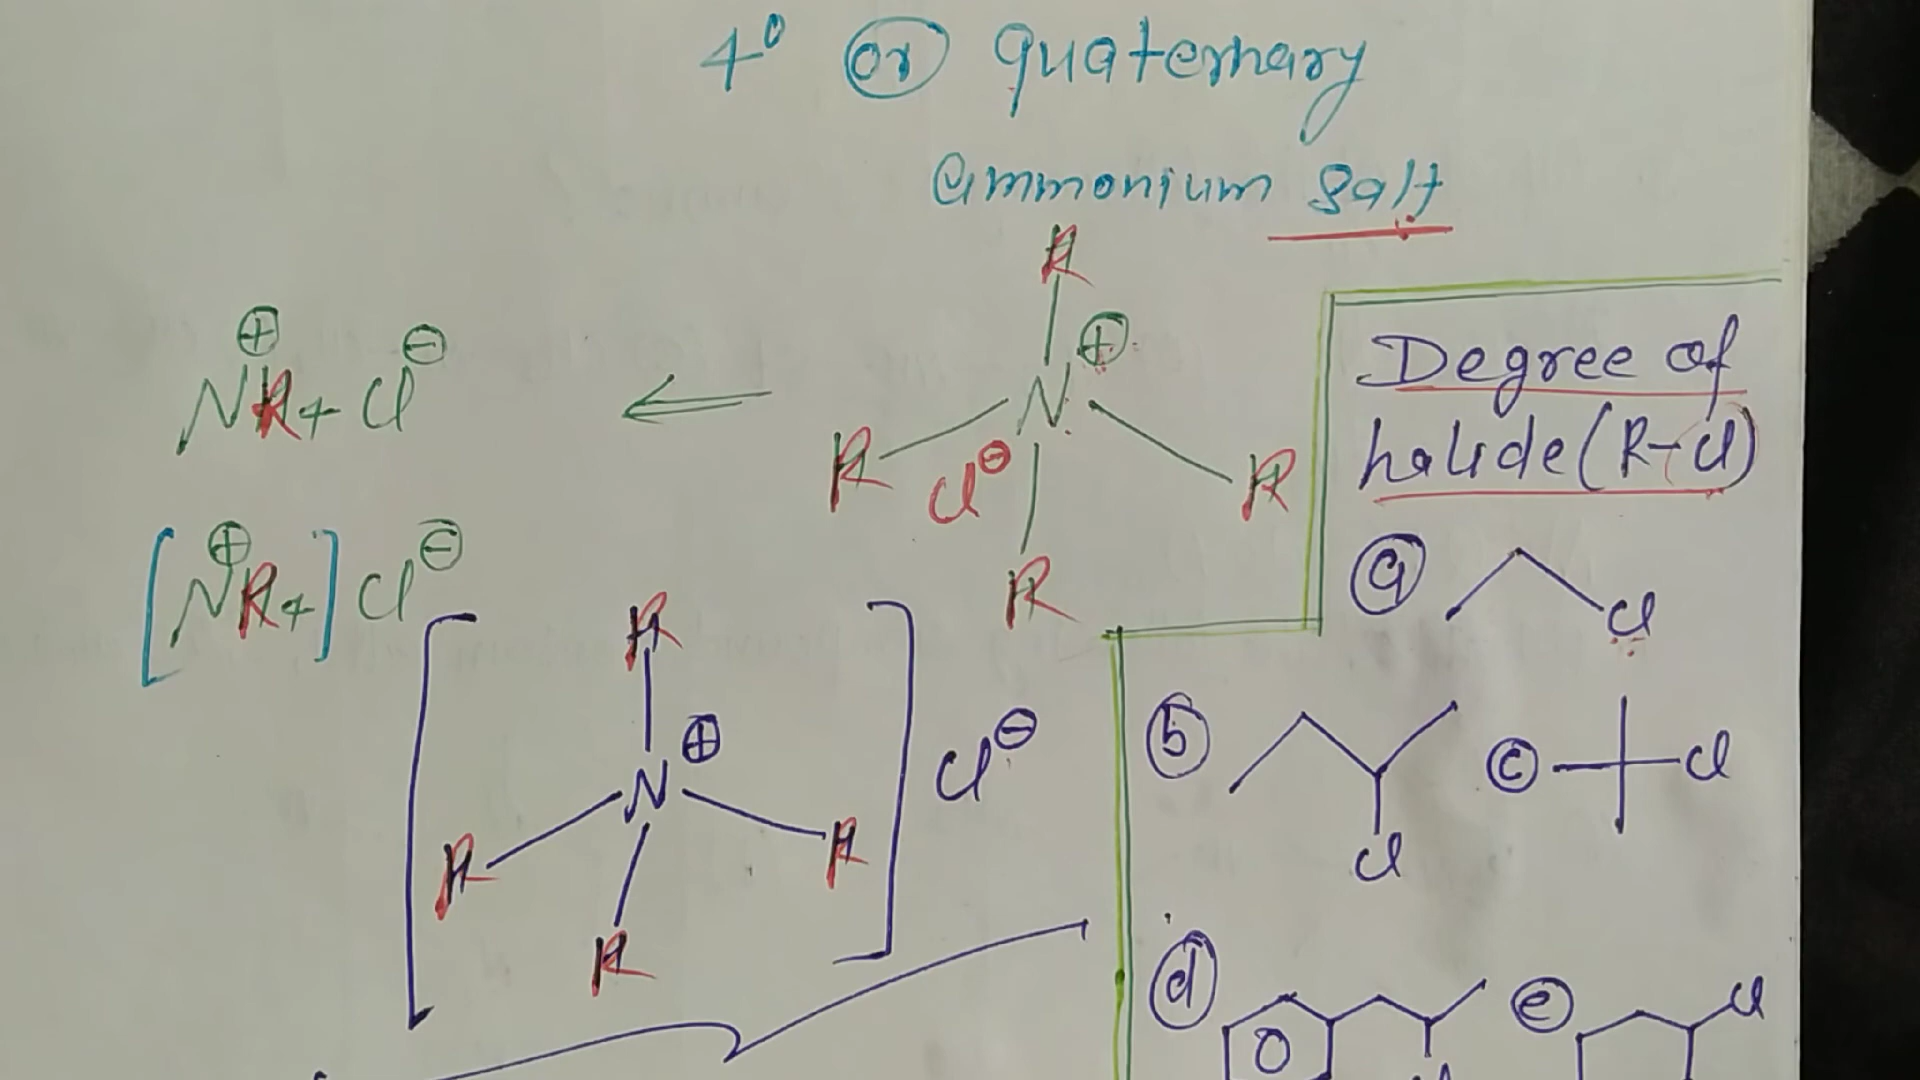 4° or quaternary
ammonium salt
R
⊕
N
R
Cl⊖
R
R
⊕
NR4 Cl⊖
[⊕
NR4] Cl⊖
R
⊕
N
R
R
R
Cl⊖
Degree of
halide (R-Cl)
a
Cl
b
Cl
c
Cl
d
e
Cl